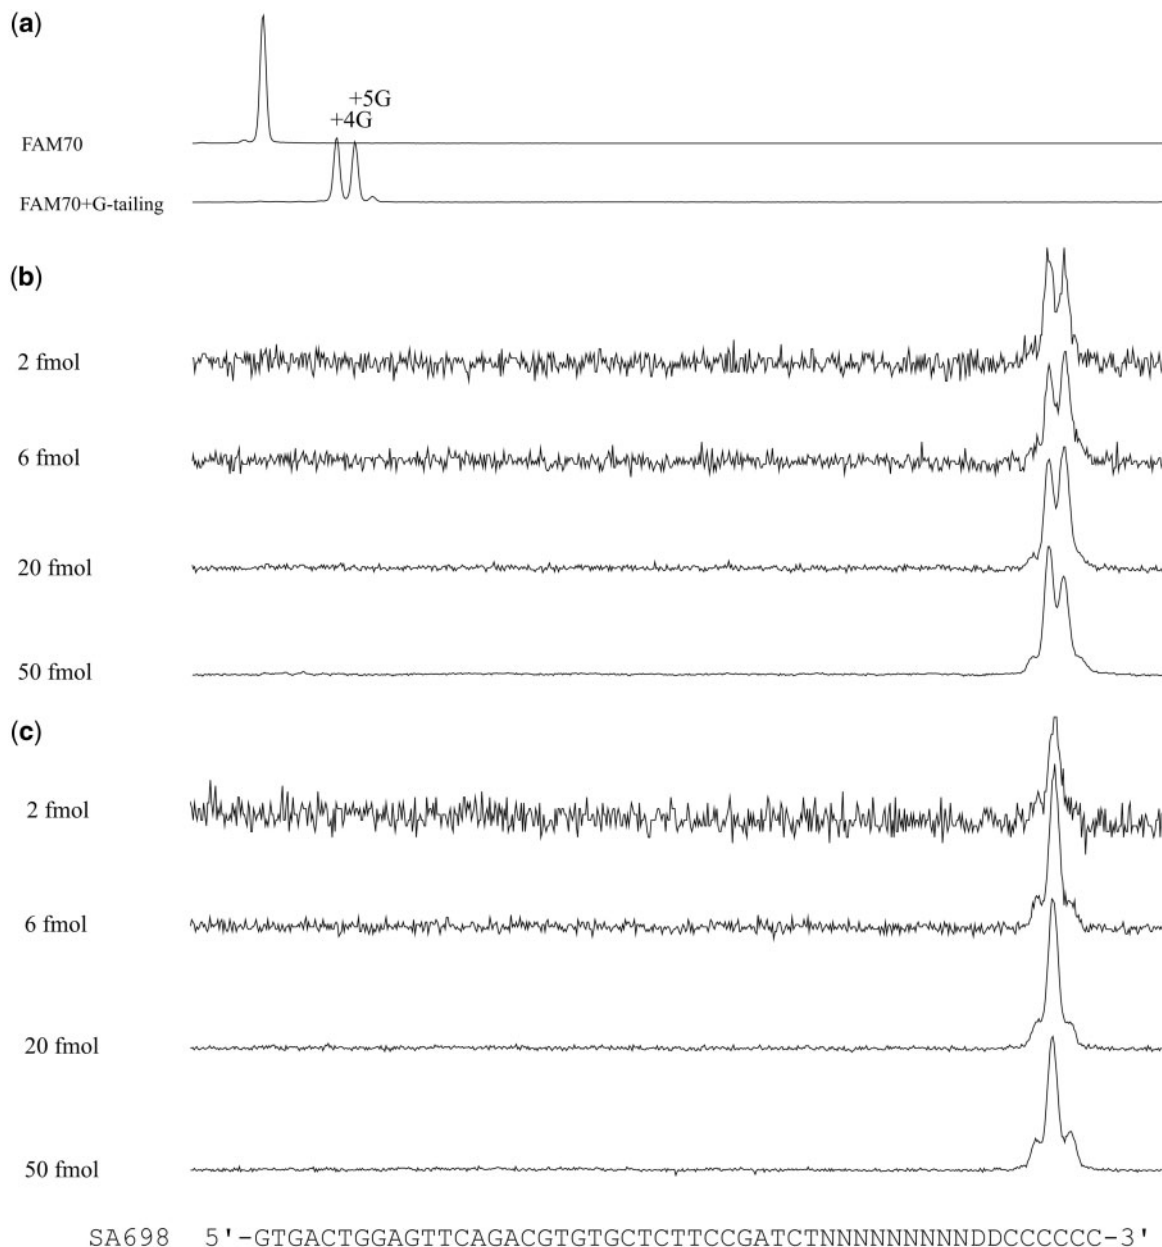 (a)
+5G
+4G
FAM70
FAM70+G-tailing
(b)
2 fmol
6 fmol
20 fmol
50 fmol
(c)
2 fmol
6 fmol
20 fmol
50 fmol
SA698 5'-GTGACTGGAGTTCAGACGTGTGCTCTTCCGATCTNNNNNNNNNNDDCCCCCC-3'